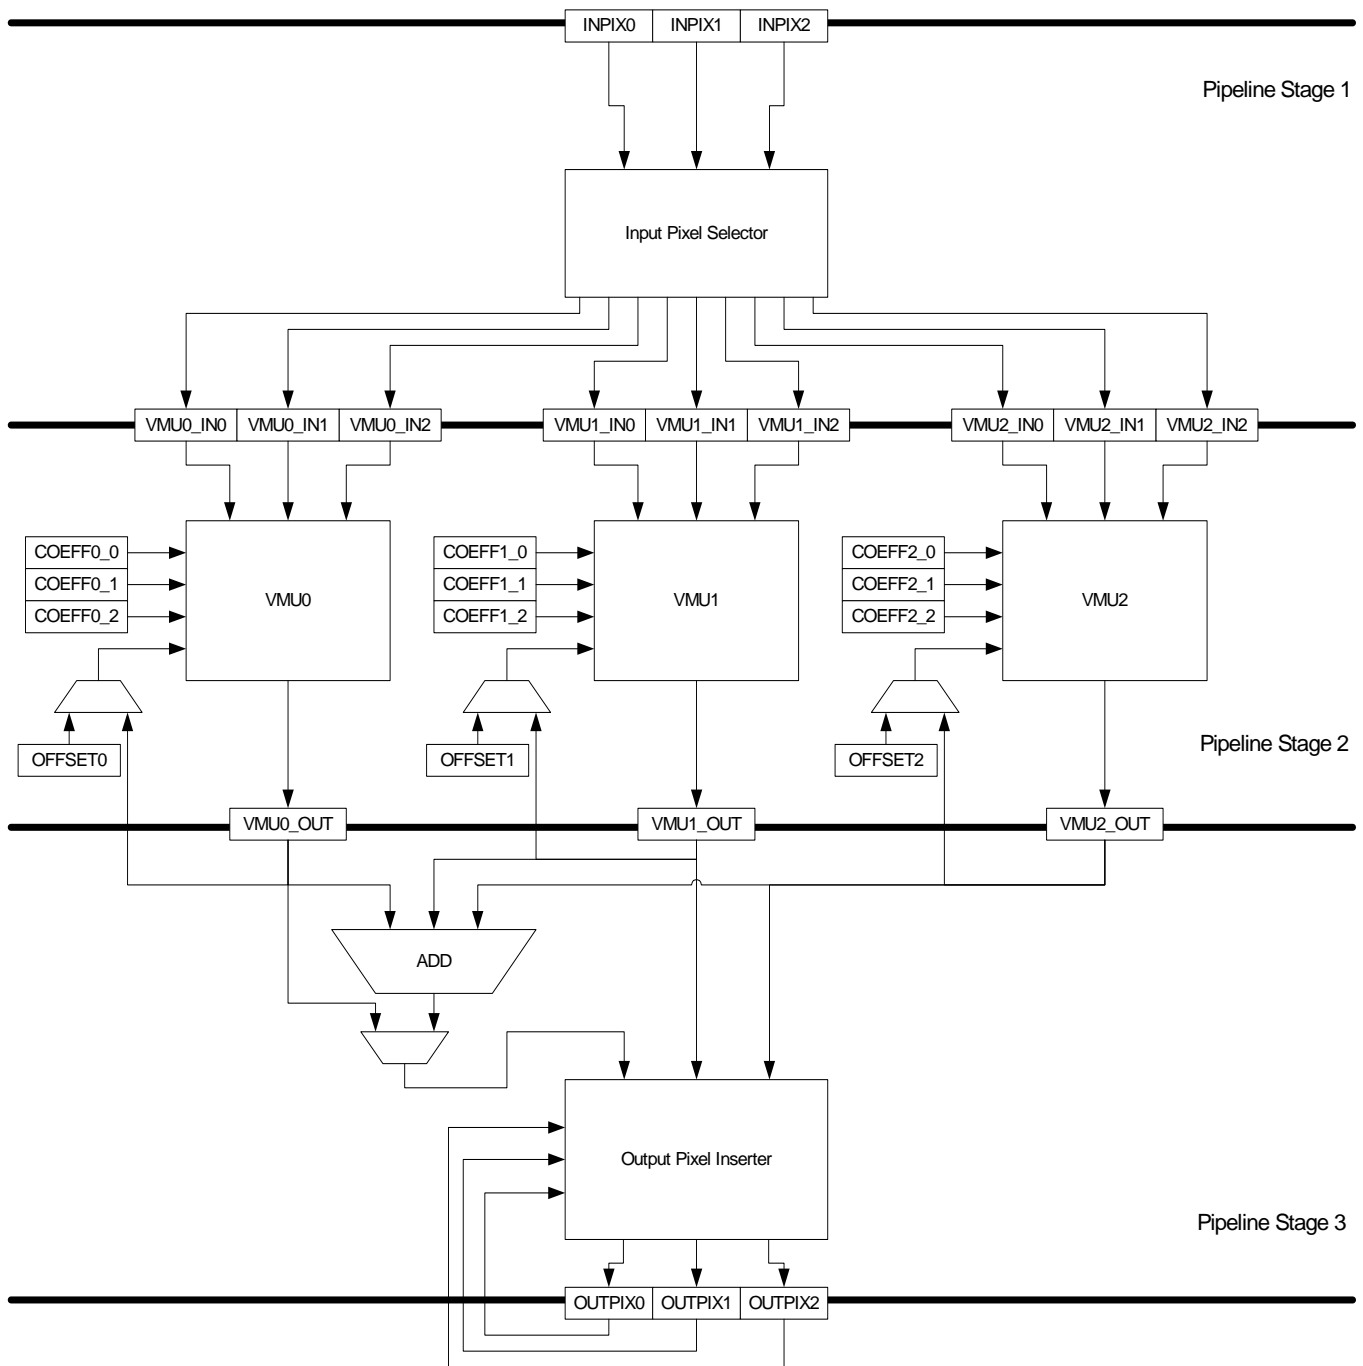 INPIX0 INPIX1 INPIX2
Pipeline Stage 1
Input Pixel Selector
VMU0_IN0 VMU0_IN1 VMU0_IN2 VMU1_IN0 VMU1_IN1 VMU1_IN2 VMU2_IN0 VMU2_IN1 VMU2_IN2
COEFF0_0
COEFF0_1
COEFF0_2
VMU0
OFFSET0
COEFF1_0
COEFF1_1
COEFF1_2
VMU1
OFFSET1
COEFF2_0
COEFF2_1
COEFF2_2
VMU2
OFFSET2
Pipeline Stage 2
VMU0_OUT VMU1_OUT VMU2_OUT
ADD
Output Pixel Inserter
Pipeline Stage 3
OUTPIX0 OUTPIX1 OUTPIX2